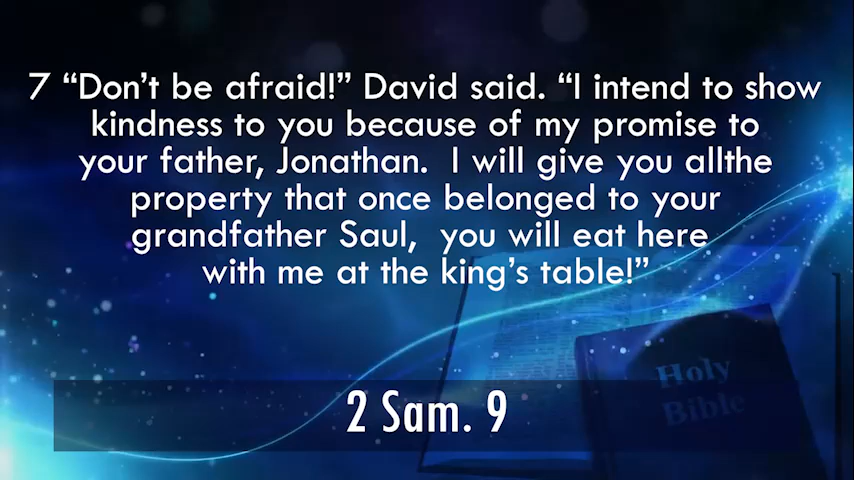 7 “Don’t be afraid!” David said. “I intend to show
kindness to you because of my promise to
your father, Jonathan.  I will give you allthe
property that once belonged to your
grandfather Saul,  you will eat here
with me at the king’s table!”
Holy
Bible
2 Sam. 9